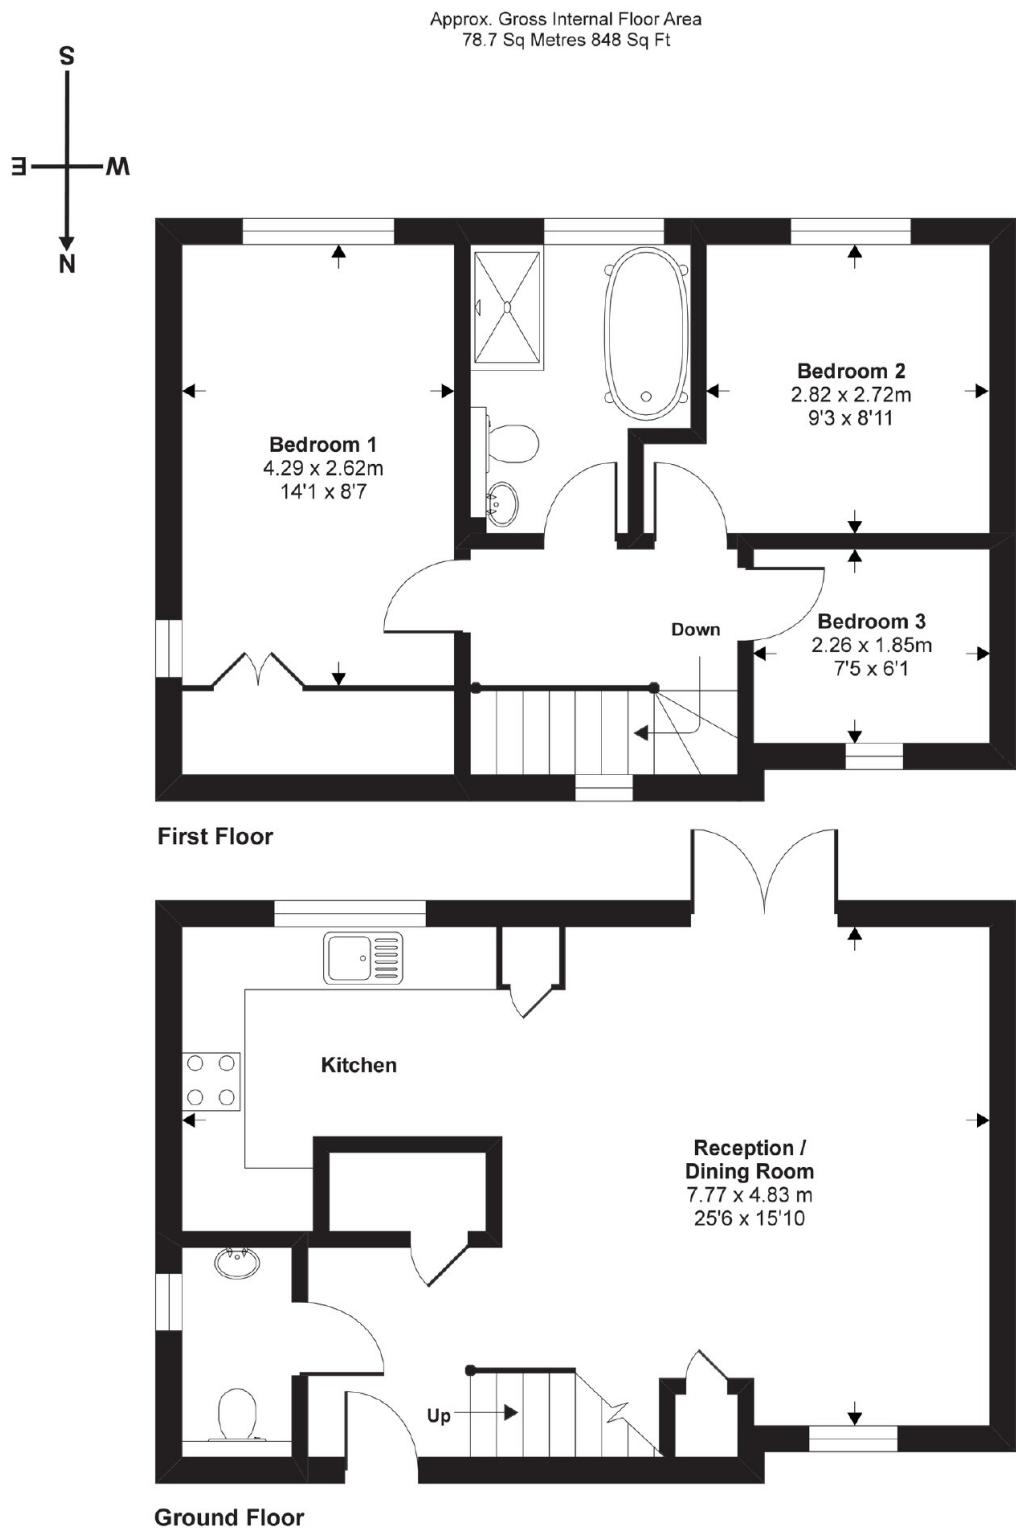 Approx. Gross Internal Floor Area
78.7 Sq Metres 848 Sq Ft
S
E W
N
Bedroom 1
4.29 x 2.62m
14'1 x 8'7
Bedroom 2
2.82 x 2.72m
9'3 x 8'11
Down
Bedroom 3
2.26 x 1.85m
7'5 x 6'1
First Floor
Kitchen
Reception /
Dining Room
7.77 x 4.83 m
25'6 x 15'10
Up
Ground Floor